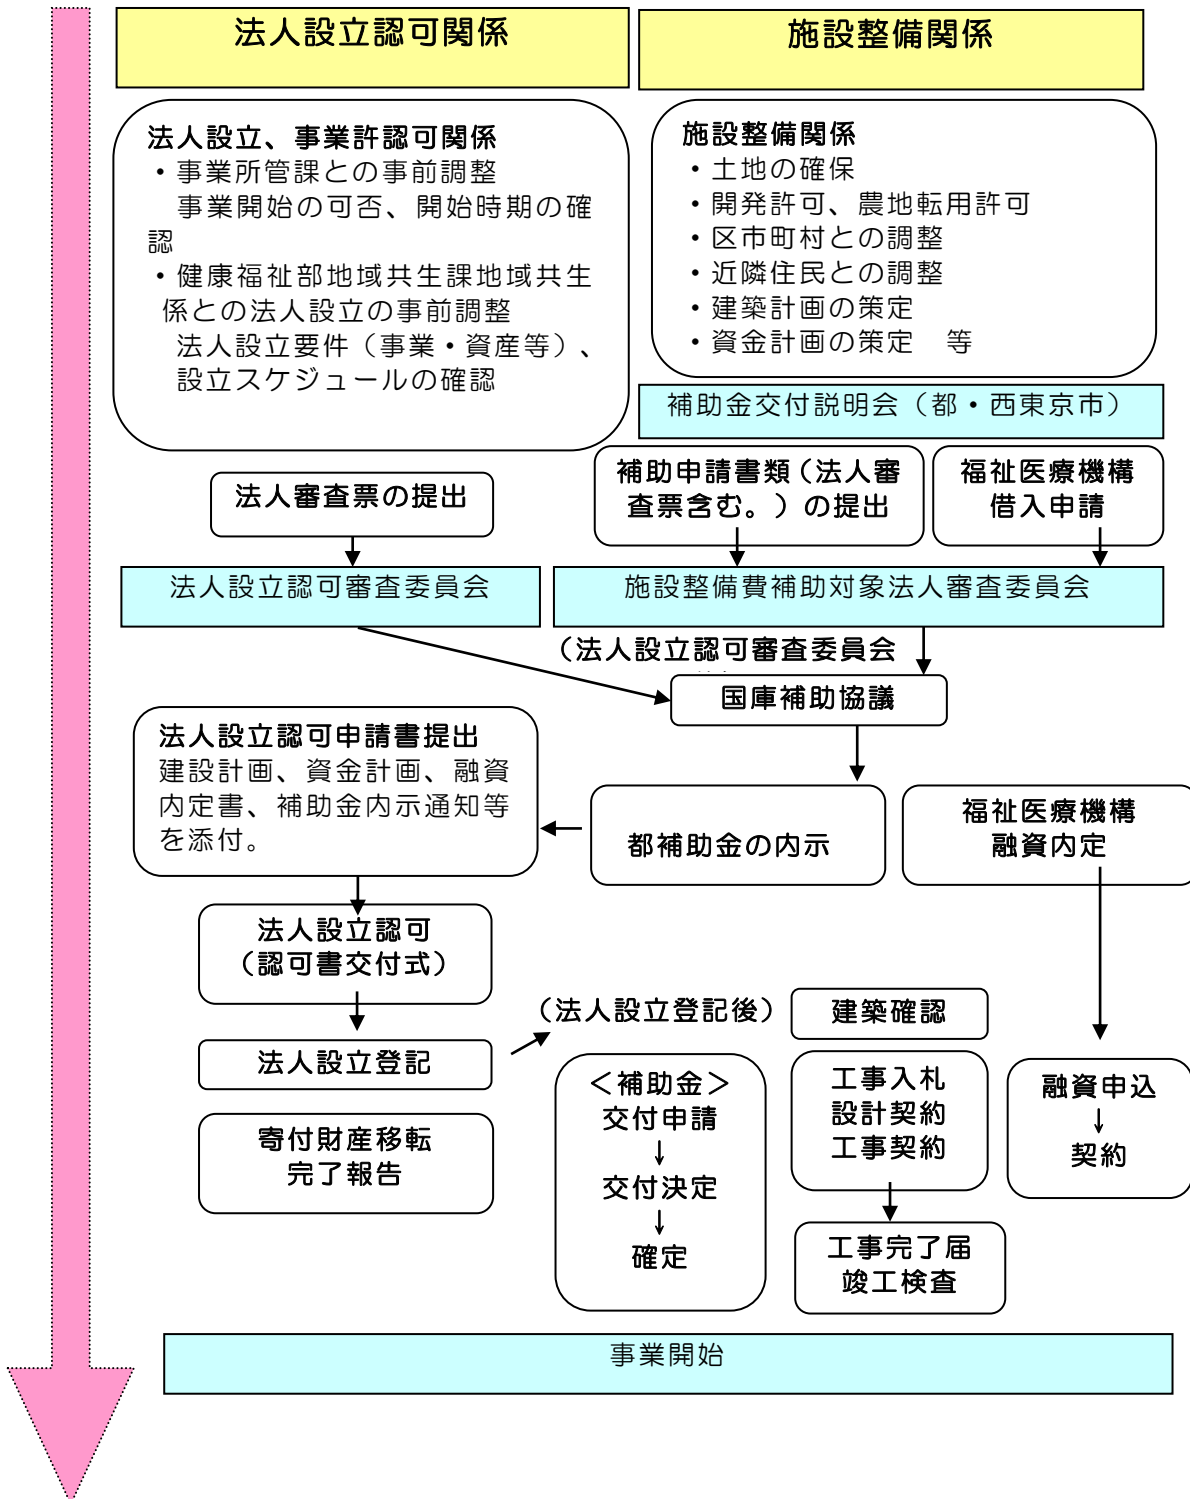 法人設立認可関係
施設整備関係
法人設立、事業許認可関係
・事業所管課との事前調整
事業開始の可否、開始時期の確
認
・健康福祉部地域共生課地域共生
係との法人設立の事前調整
法人設立要件（事業・資産等）、
設立スケジュールの確認
施設整備関係
・土地の確保
・開発許可、農地転用許可
・区市町村との調整
・近隣住民との調整
・建築計画の策定
・資金計画の策定　等
補助金交付説明会（都・西東京市）
法人審査票の提出
補助申請書類（法人審
査票含む。）の提出
福祉医療機構
借入申請
法人設立認可審査委員会
施設整備費補助対象法人審査委員会
（法人設立認可審査委員会
国庫補助協議
法人設立認可申請書提出
建設計画、資金計画、融資
内定書、補助金内示通知等
を添付。
都補助金の内示
福祉医療機構
融資内定
法人設立認可
（認可書交付式）
法人設立登記
（法人設立登記後）
寄付財産移転
完了報告
＜補助金＞
交付申請
↓
交付決定
↓
確定
建築確認
工事入札
設計契約
工事契約
工事完了届
竣工検査
融資申込
↓
契約
事業開始